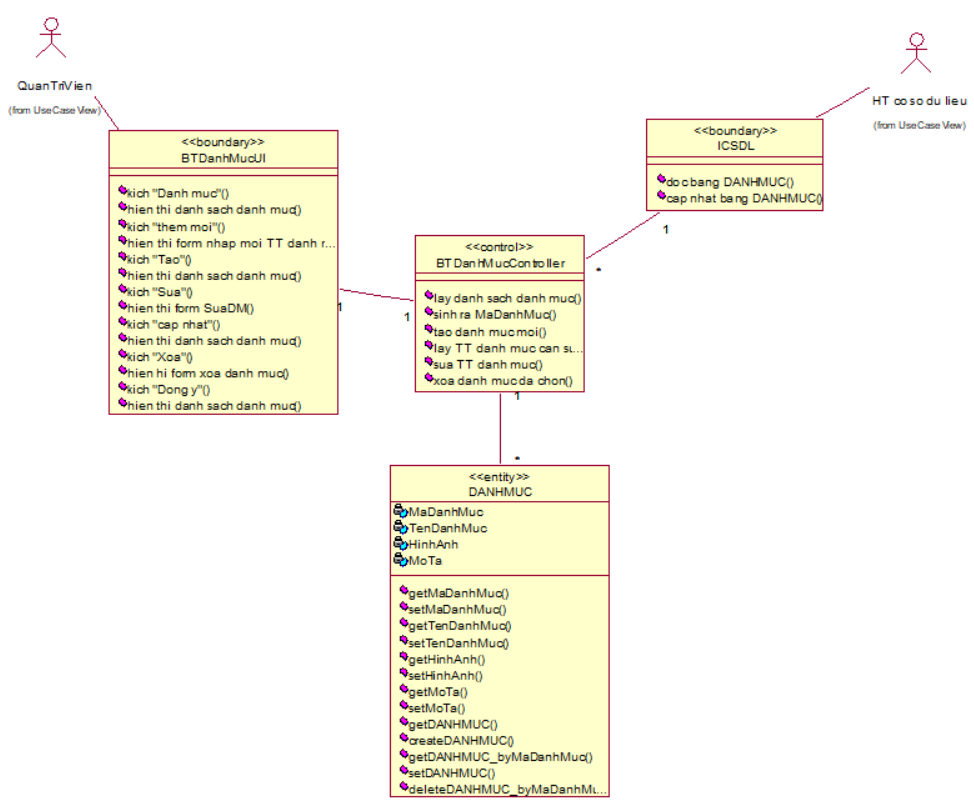 QuanTriVien
(from UseCase View)
HT co so du lieu
(from UseCase View)
<<boundary>>
BTDanhMucUI
kich "Danh muc"()
hien thi danh sach danh muc()
kich "them moi"()
hien thi form nhap moi TT danh r...
kich "Tao"()
hien thi danh sach danh muc()
kich "Sua"()
hien thi form SuaDM()
kich "cap nhat"()
hien thi danh sach danh muc()
kich "Xoa"()
hien hi form xoa danh muc()
kich "Dong y"()
hien thi danh sach danh muc()
<<boundary>>
ICSDL
doc bang DANHMUC()
cap nhat bang DANHMUC()
1
*
<<control>>
BTDanhMucController
lay danh sach danh muc()
sinh ra MaDanhMuc()
tao danh muc moi()
lay TT danh muc can su...
sua TT danh muc()
xoa danh muc da chon()
1
1
1
*
<<entity>>
DANHMUC
MaDanhMuc
TenDanhMuc
HinhAnh
MoTa
getMaDanhMuc()
setMaDanhMuc()
getTenDanhMuc()
setTenDanhMuc()
getHinhAnh()
setHinhAnh()
getMoTa()
setMoTa()
getDANHMUC()
createDANHMUC()
getDANHMUC_byMaDanhMuc()
setDANHMUC()
deleteDANHMUC_byMaDanhMu...